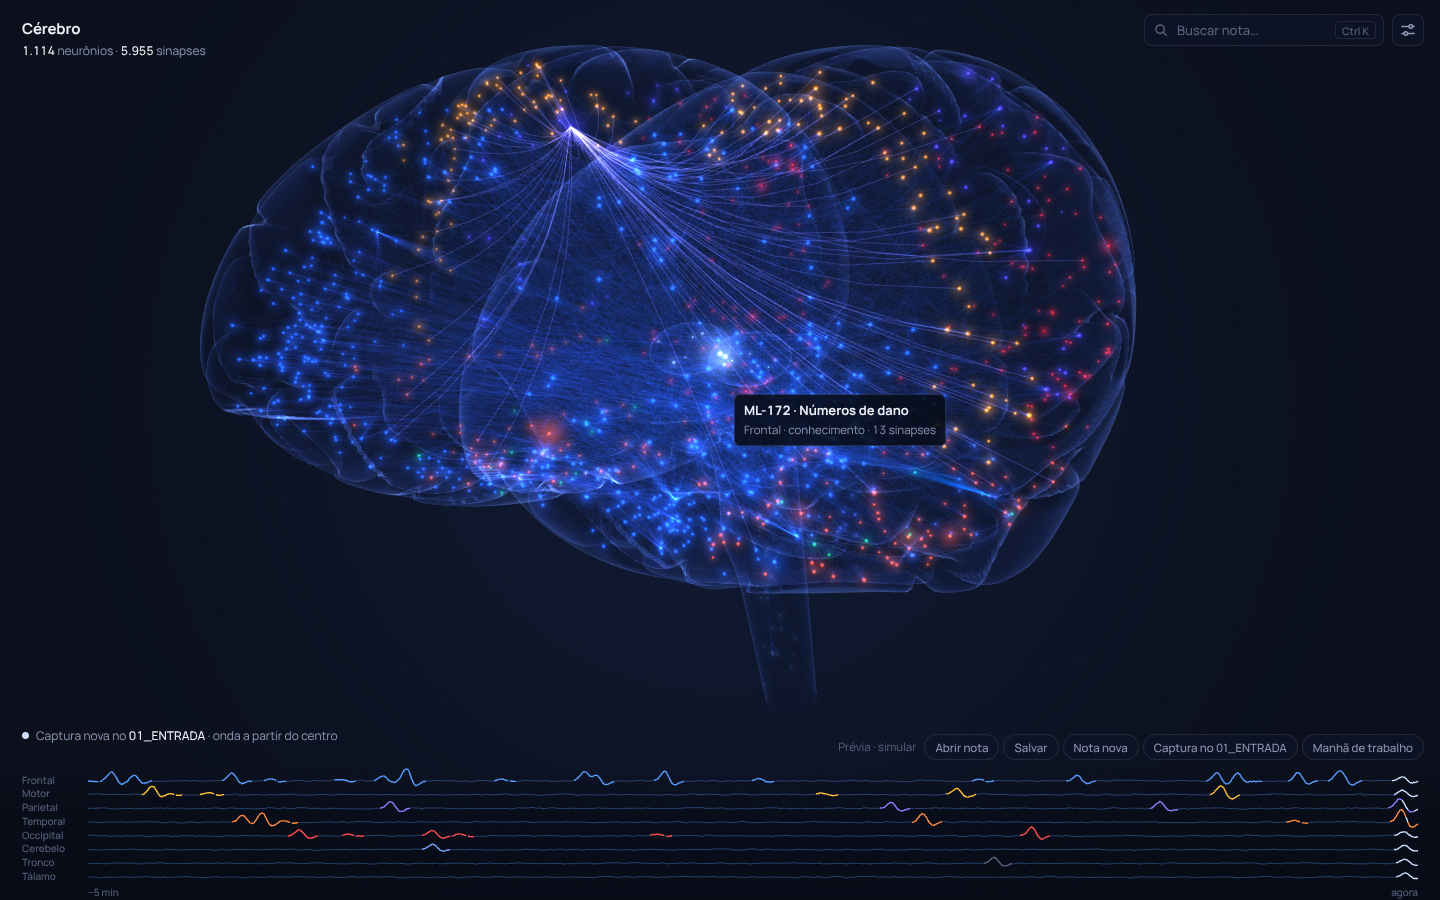 Cérebro
1.114 neurônios · 5.955 sinapses
Buscar nota...
Ctrl K
ML-172 · Números de dano
Frontal · conhecimento · 13 sinapses
Captura nova no 01_ENTRADA · onda a partir do centro
Prévia · simular
Abrir nota
Salvar
Nota nova
Captura no 01_ENTRADA
Manhã de trabalho
Frontal
Motor
Parietal
Temporal
Occipital
Cerebelo
Tronco
Tálamo
−5 min
agora